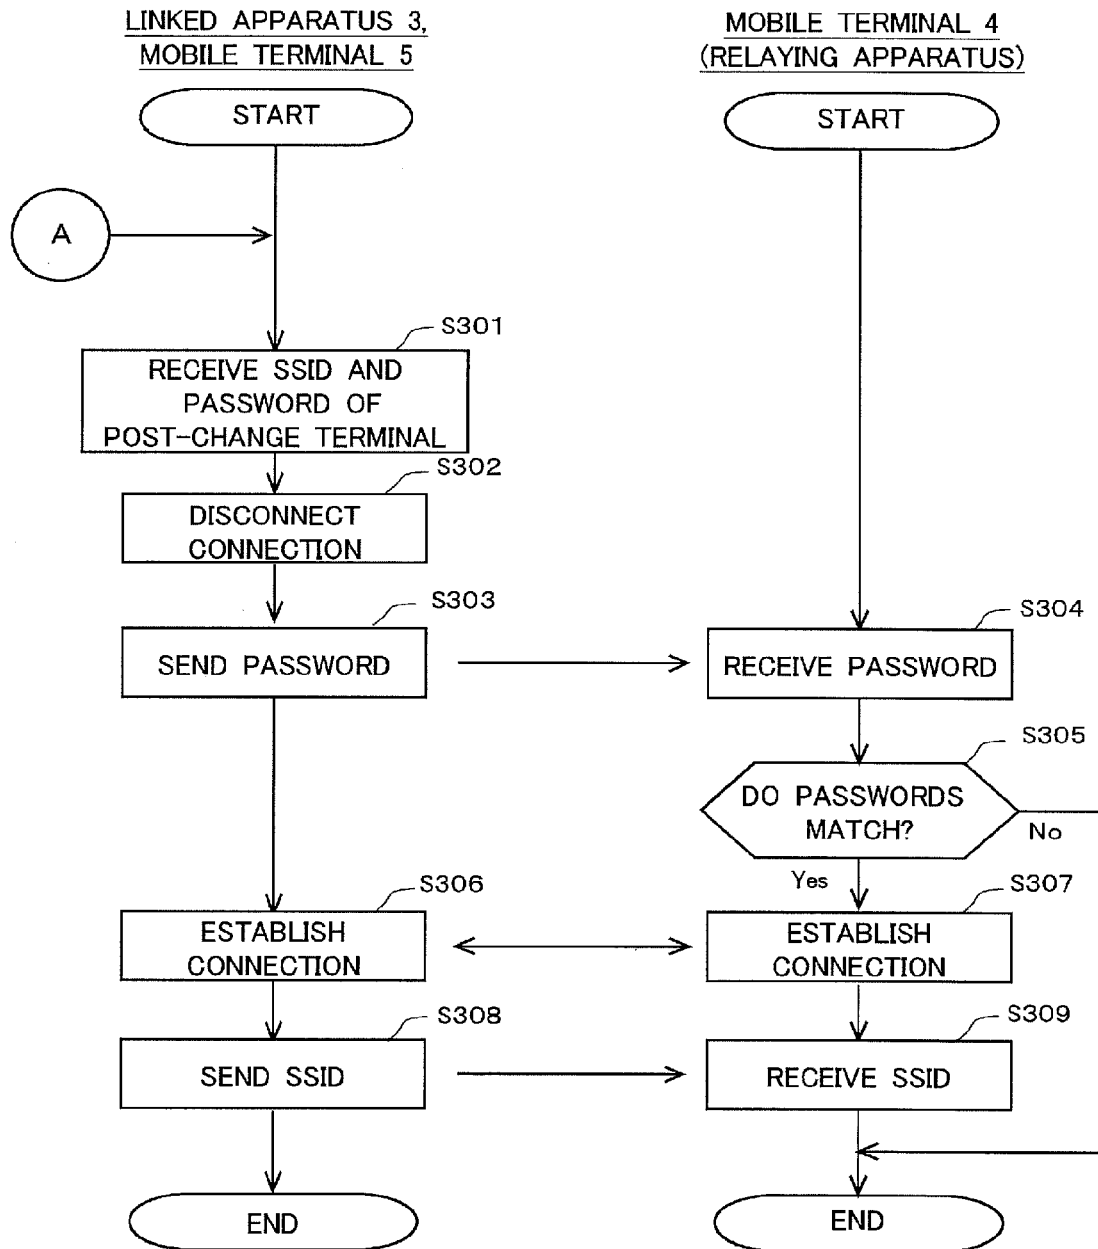 LINKED APPARATUS 3,
MOBILE TERMINAL 5
MOBILE TERMINAL 4
(RELAYING APPARATUS)
START
START
A
S301
RECEIVE SSID AND
PASSWORD OF
POST-CHANGE TERMINAL
S302
DISCONNECT
CONNECTION
S303
SEND PASSWORD
S304
RECEIVE PASSWORD
S305
DO PASSWORDS
MATCH?
No
Yes
S306
ESTABLISH
CONNECTION
S307
ESTABLISH
CONNECTION
S308
SEND SSID
S309
RECEIVE SSID
END
END